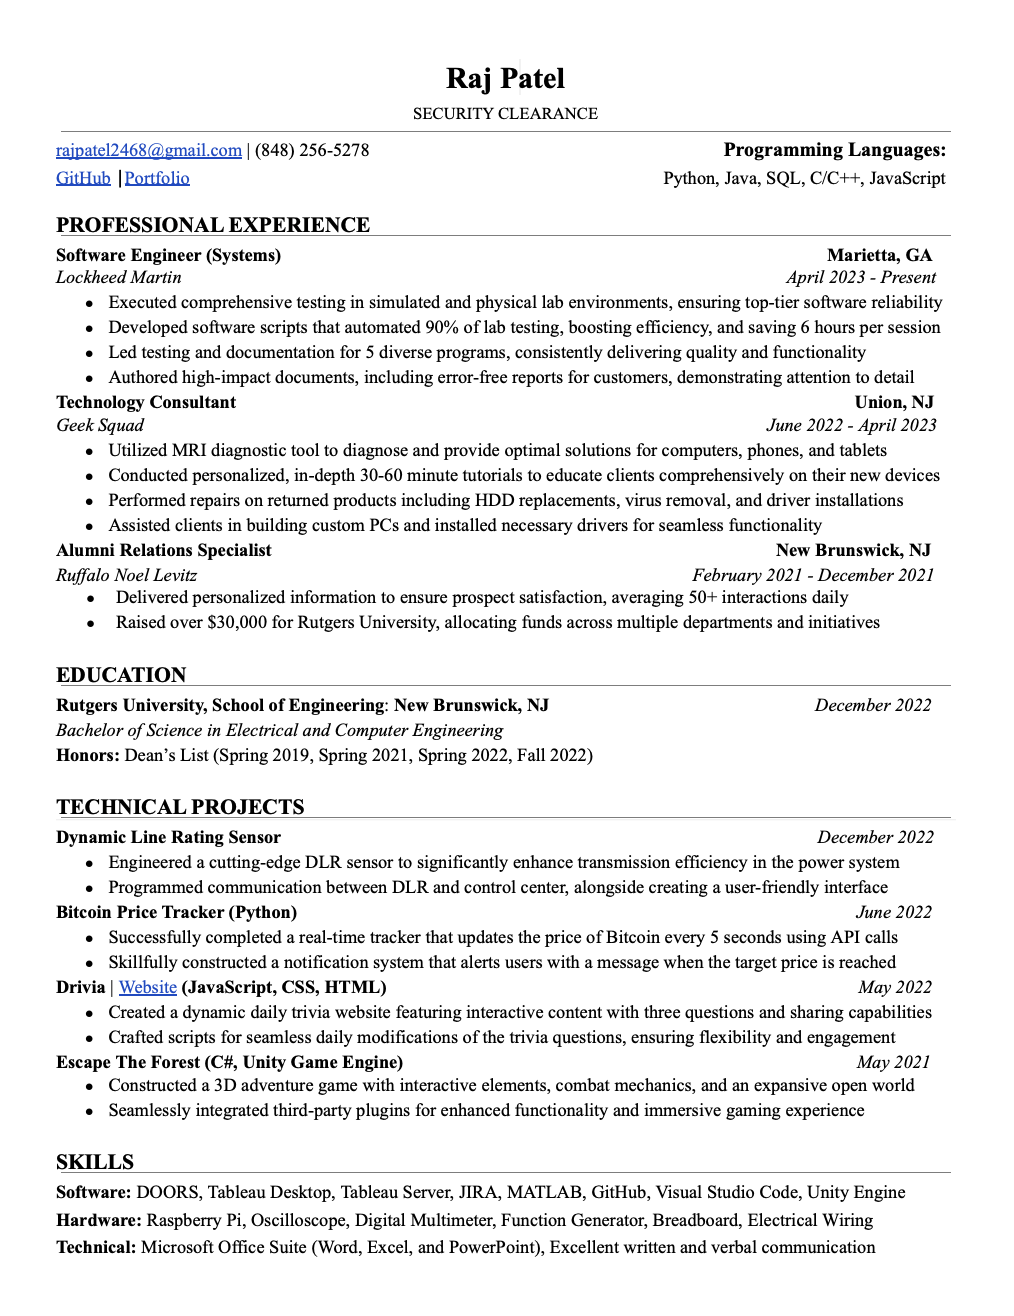 Raj Patel
SECURITY CLEARANCE
rajpatel2468@gmail.com | (848) 256-5278
Programming Languages:
GitHub | Portfolio
Python, Java, SQL, C/C++, JavaScript
PROFESSIONAL EXPERIENCE
Software Engineer (Systems) Marietta, GA
Lockheed Martin April 2023 - Present
● Executed comprehensive testing in simulated and physical lab environments, ensuring top-tier software reliability
● Developed software scripts that automated 90% of lab testing, boosting efficiency, and saving 6 hours per session
● Led testing and documentation for 5 diverse programs, consistently delivering quality and functionality
● Authored high-impact documents, including error-free reports for customers, demonstrating attention to detail
Technology Consultant Union, NJ
Geek Squad June 2022 - April 2023
● Utilized MRI diagnostic tool to diagnose and provide optimal solutions for computers, phones, and tablets
● Conducted personalized, in-depth 30-60 minute tutorials to educate clients comprehensively on their new devices
● Performed repairs on returned products including HDD replacements, virus removal, and driver installations
● Assisted clients in building custom PCs and installed necessary drivers for seamless functionality
Alumni Relations Specialist New Brunswick, NJ
Ruffalo Noel Levitz February 2021 - December 2021
● Delivered personalized information to ensure prospect satisfaction, averaging 50+ interactions daily
● Raised over $30,000 for Rutgers University, allocating funds across multiple departments and initiatives
EDUCATION
Rutgers University, School of Engineering: New Brunswick, NJ December 2022
Bachelor of Science in Electrical and Computer Engineering
Honors: Dean’s List (Spring 2019, Spring 2021, Spring 2022, Fall 2022)
TECHNICAL PROJECTS
Dynamic Line Rating Sensor December 2022
● Engineered a cutting-edge DLR sensor to significantly enhance transmission efficiency in the power system
● Programmed communication between DLR and control center, alongside creating a user-friendly interface
Bitcoin Price Tracker (Python) June 2022
● Successfully completed a real-time tracker that updates the price of Bitcoin every 5 seconds using API calls
● Skillfully constructed a notification system that alerts users with a message when the target price is reached
Drivia | Website (JavaScript, CSS, HTML) May 2022
● Created a dynamic daily trivia website featuring interactive content with three questions and sharing capabilities
● Crafted scripts for seamless daily modifications of the trivia questions, ensuring flexibility and engagement
Escape The Forest (C#, Unity Game Engine) May 2021
● Constructed a 3D adventure game with interactive elements, combat mechanics, and an expansive open world
● Seamlessly integrated third-party plugins for enhanced functionality and immersive gaming experience
SKILLS
Software: DOORS, Tableau Desktop, Tableau Server, JIRA, MATLAB, GitHub, Visual Studio Code, Unity Engine
Hardware: Raspberry Pi, Oscilloscope, Digital Multimeter, Function Generator, Breadboard, Electrical Wiring
Technical: Microsoft Office Suite (Word, Excel, and PowerPoint), Excellent written and verbal communication